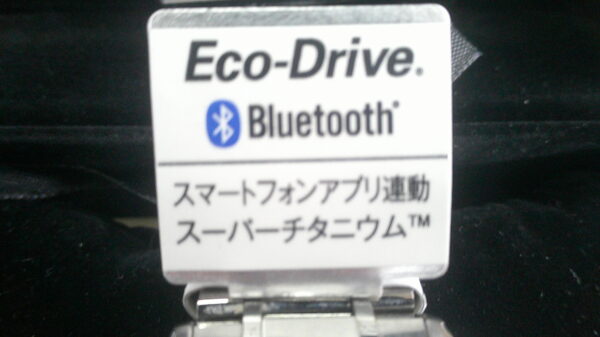 Eco-Drive®
Bluetooth®
スマートフォンアプリ連動
スーパーチタニウム™